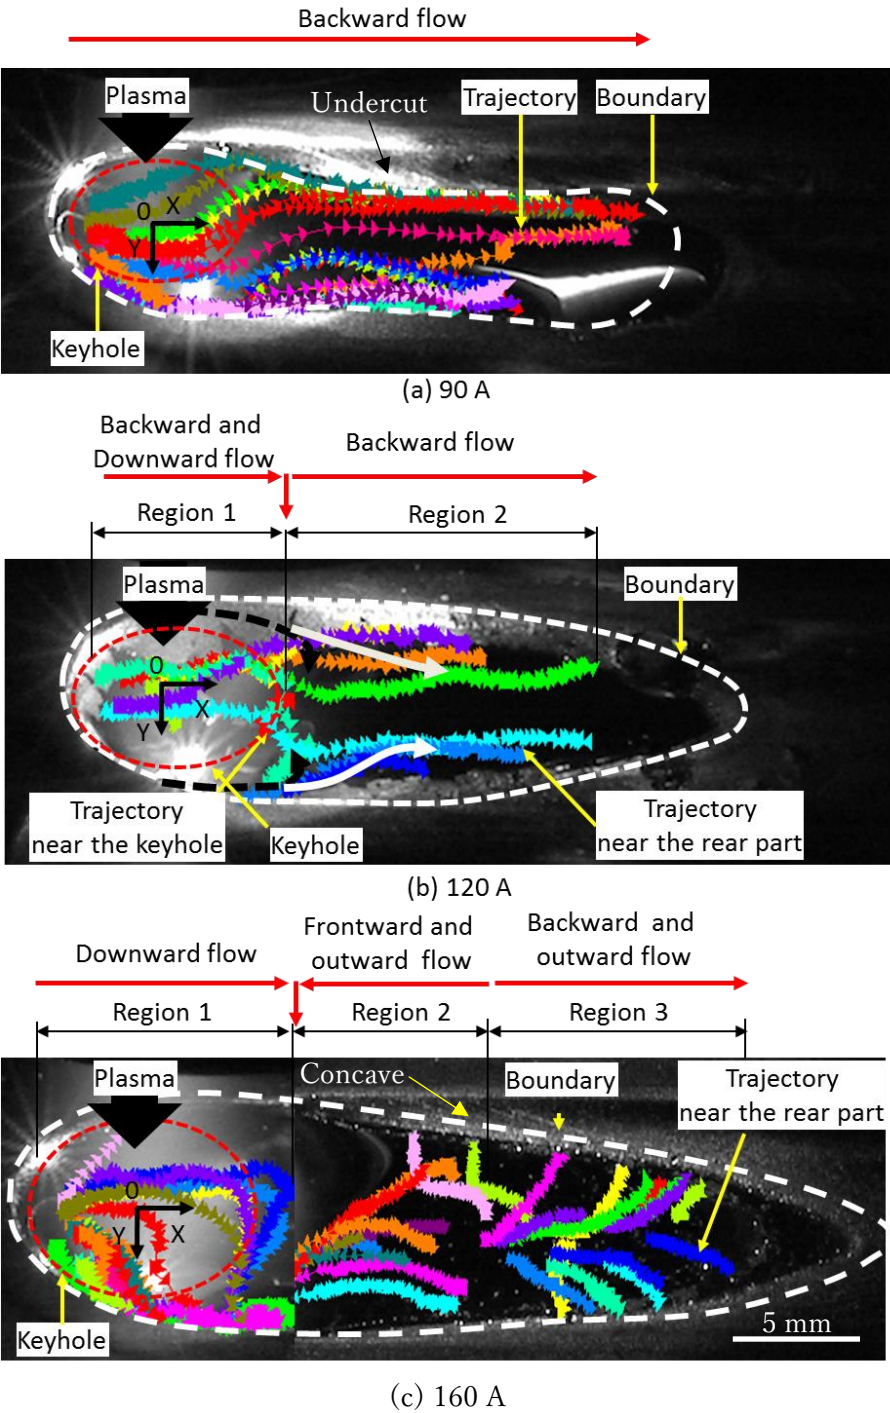 Backward flow
Plasma
Undercut
Trajectory
Boundary
0
X
Y
Keyhole
(a) 90 A
Backward and
Downward flow
Backward flow
Region 1
Region 2
Plasma
Boundary
0
X
Y
Trajectory
near the keyhole
Keyhole
Trajectory
near the rear part
(b) 120 A
Downward flow
Frontward and
outward flow
Backward and
outward flow
Region 1
Region 2
Region 3
Plasma
Concave
Boundary
Trajectory
near the rear part
0
X
Y
Keyhole
5 mm
(c) 160 A